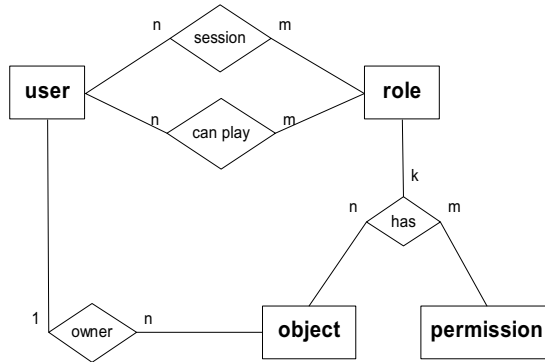 n
m
session
user
role
n
can play
m
k
n
has
m
1
owner
n
object
permission